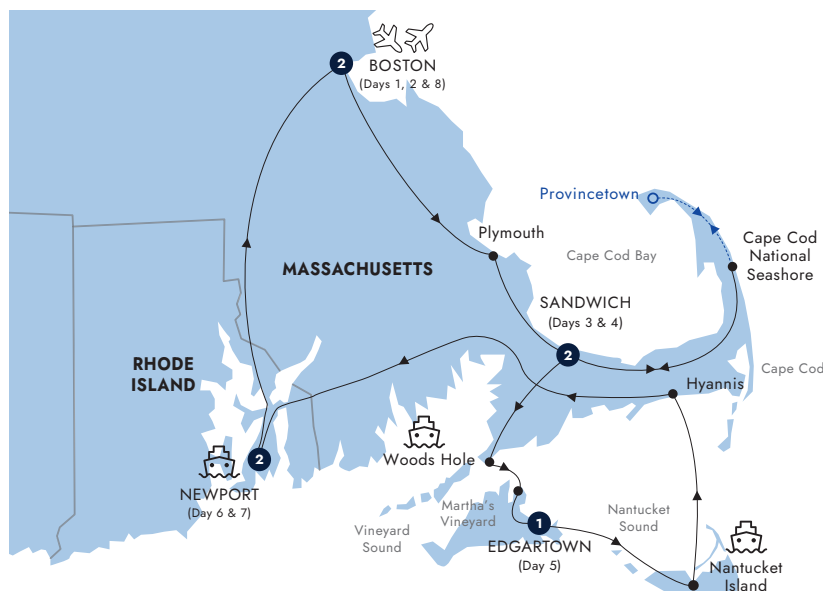 2
BOSTON
(Days 1, 2 & 8)
Provincetown
Plymouth
Cape Cod Bay
Cape Cod
National
Seashore
MASSACHUSETTS
SANDWICH
(Days 3 & 4)
2
RHODE
ISLAND
Cape Cod
Hyannis
Woods Hole
2
NEWPORT
(Day 6 & 7)
Martha's
Vineyard
Nantucket
Sound
Vineyard
Sound
1
EDGARTOWN
(Day 5)
Nantucket
Island